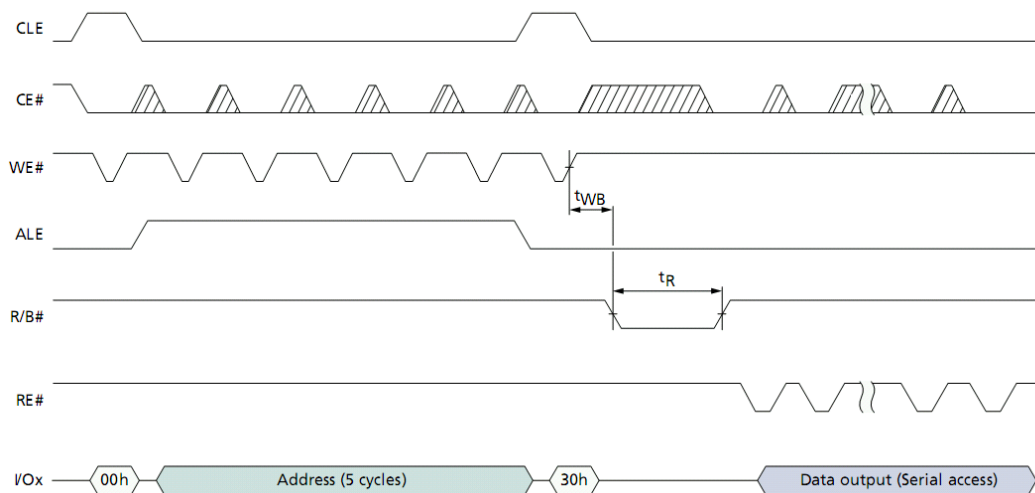 CLE
CE#
WE#
tWB
ALE
tR
R/B#
RE#
I/Ox 00h Address (5 cycles) 30h Data output (Serial access)